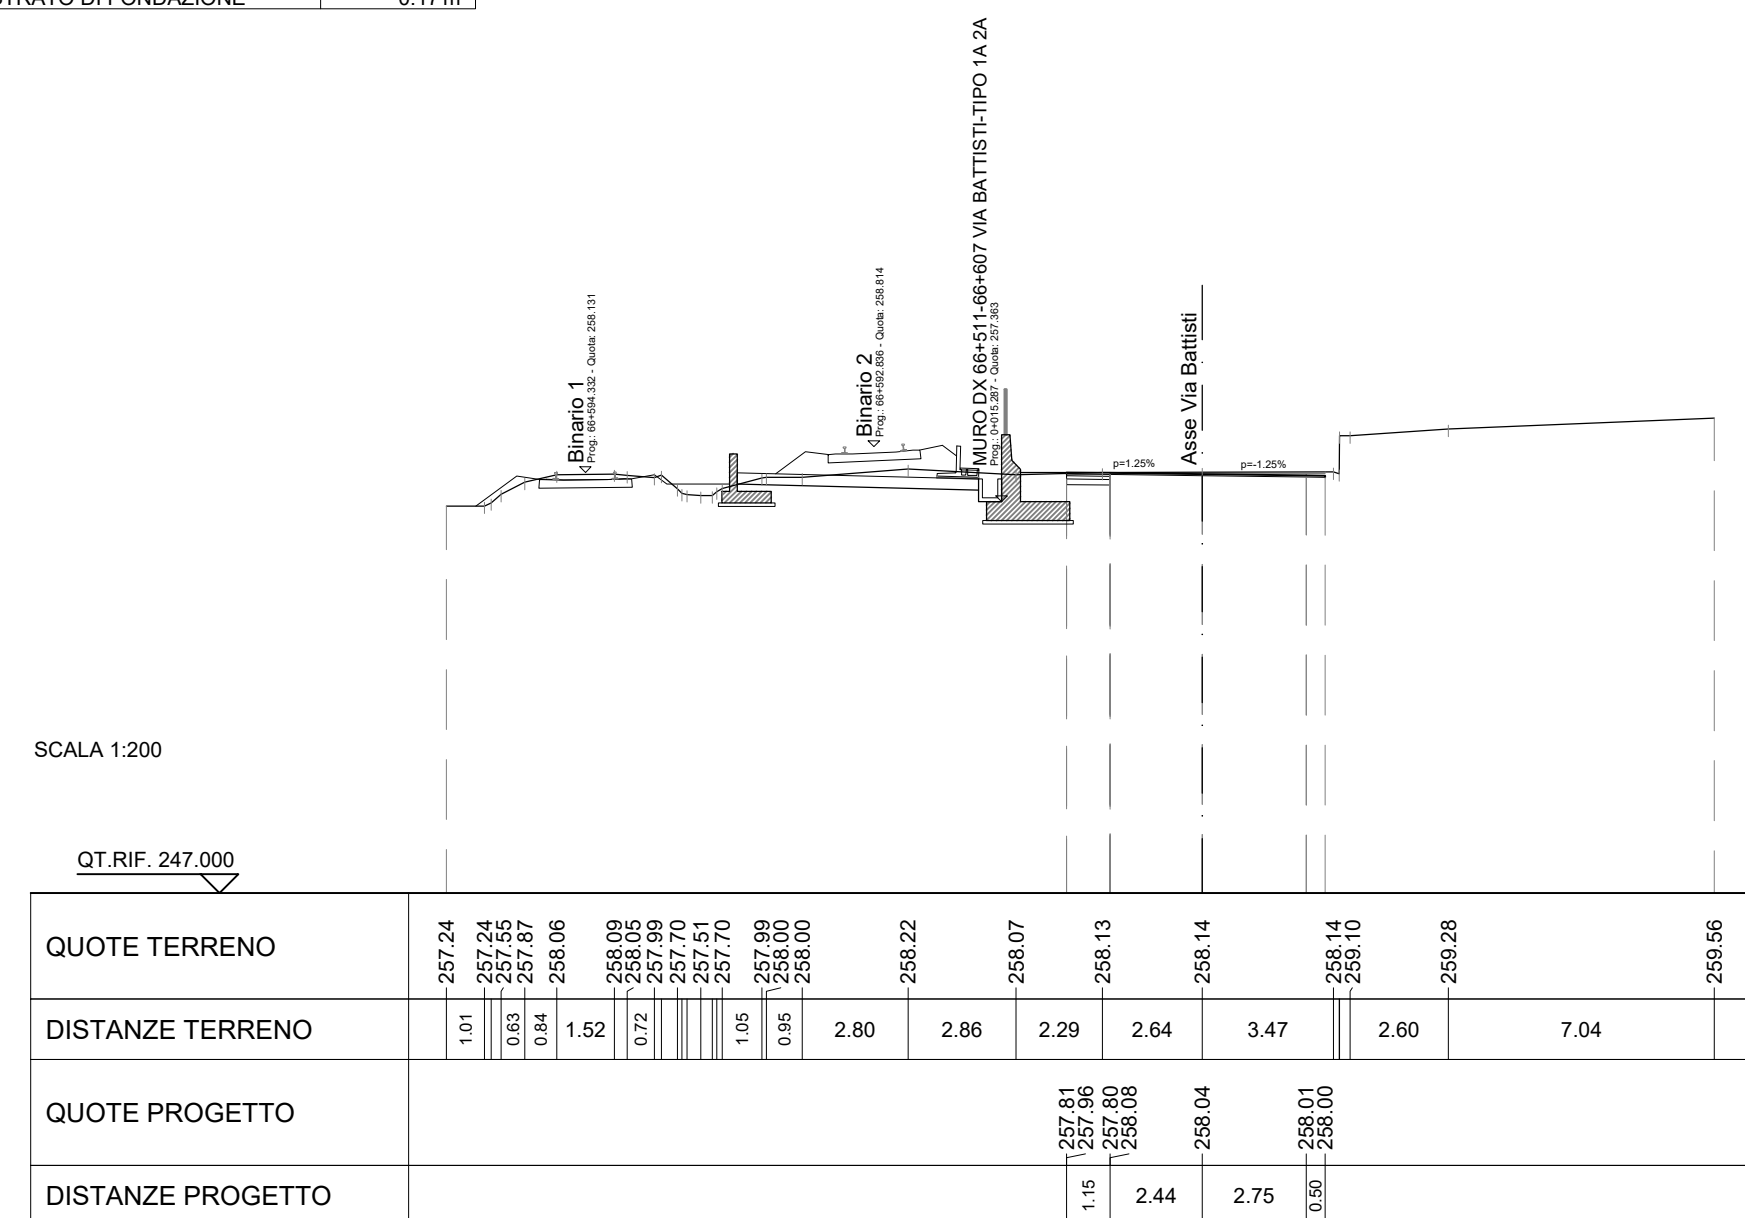 STRATO DI FONDAZIONE 0.17 m
MURO DX 66+511-66+607 VIA BATTISTI-TIPO 1A 2A
Prog.: 0+015.287 - Quota: 257.363
Binario 1
Prog.: 66+594.332 - Quota: 258.131
Binario 2
Prog.: 66+592.836 - Quota: 258.814
Asse Via Battisti
p=1.25%
p=-1.25%
SCALA 1:200
QT.RIF. 247.000
QUOTE TERRENO 257.24 257.24 257.55 257.87 258.06 258.09 258.05 257.99 257.70 257.51 257.70 257.99 258.00 258.00 258.22 258.07 258.13 258.14 258.14 259.10 259.28 259.56
DISTANZE TERRENO 1.01 0.63 0.84 1.52 0.72 1.05 0.95 2.80 2.86 2.29 2.64 3.47 2.60 7.04
QUOTE PROGETTO 257.81 257.96 257.80 258.08 258.04 258.01 258.00
DISTANZE PROGETTO 1.15 2.44 2.75 0.50